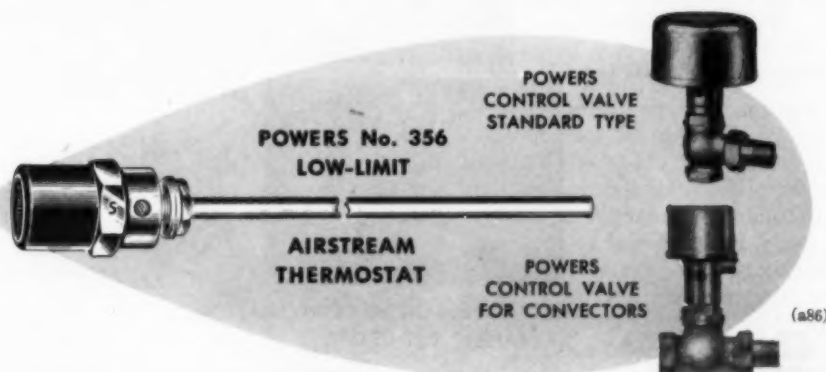 POWERS
CONTROL VALVE
STANDARD TYPE
POWERS No. 356
LOW-LIMIT
AIRSTREAM
THERMOSTAT
POWERS
CONTROL VALVE
FOR CONVECTORS
(a86)